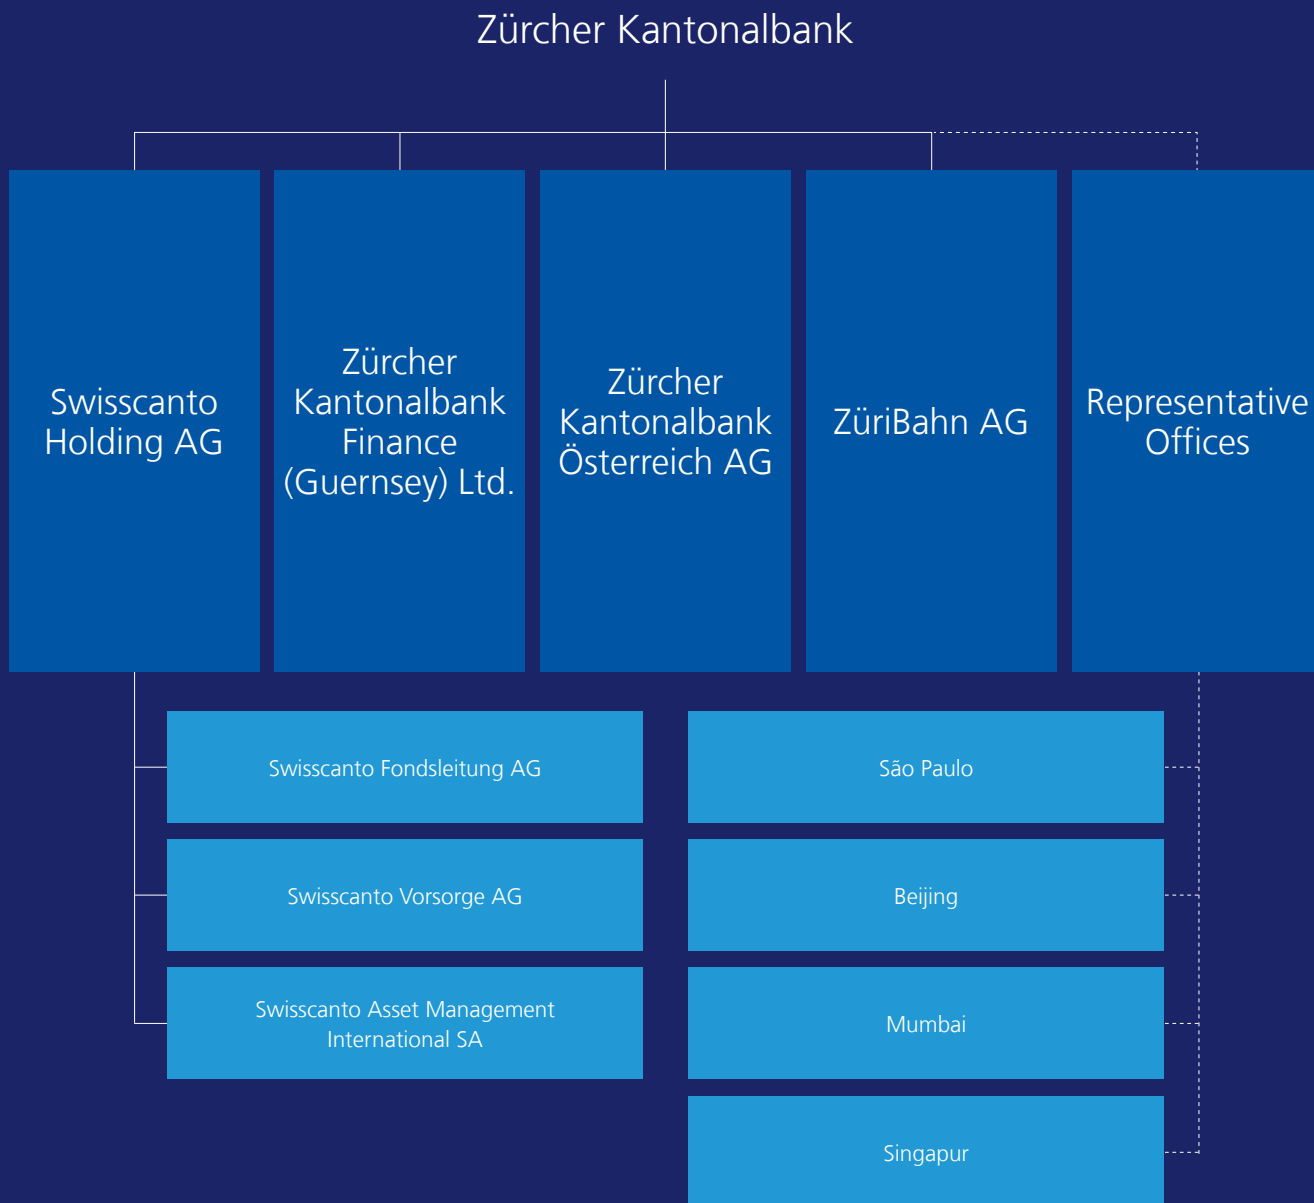 Zürcher Kantonalbank
Swisscanto
Holding AG
Zürcher
Kantonalbank
Finance
(Guernsey) Ltd.
Zürcher
Kantonalbank
Österreich AG
ZüriBahn AG
Representative
Offices
Swisscanto Fondsleitung AG
Swisscanto Vorsorge AG
Swisscanto Asset Management
International SA
São Paulo
Beijing
Mumbai
Singapur